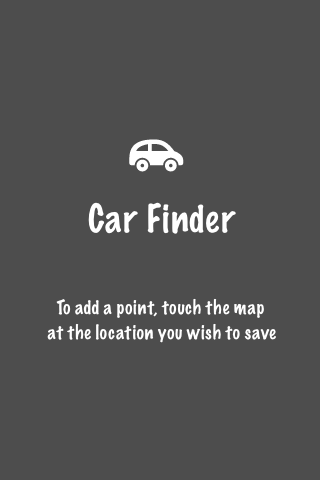 Car Finder
To add a point, touch the map
at the location you wish to save